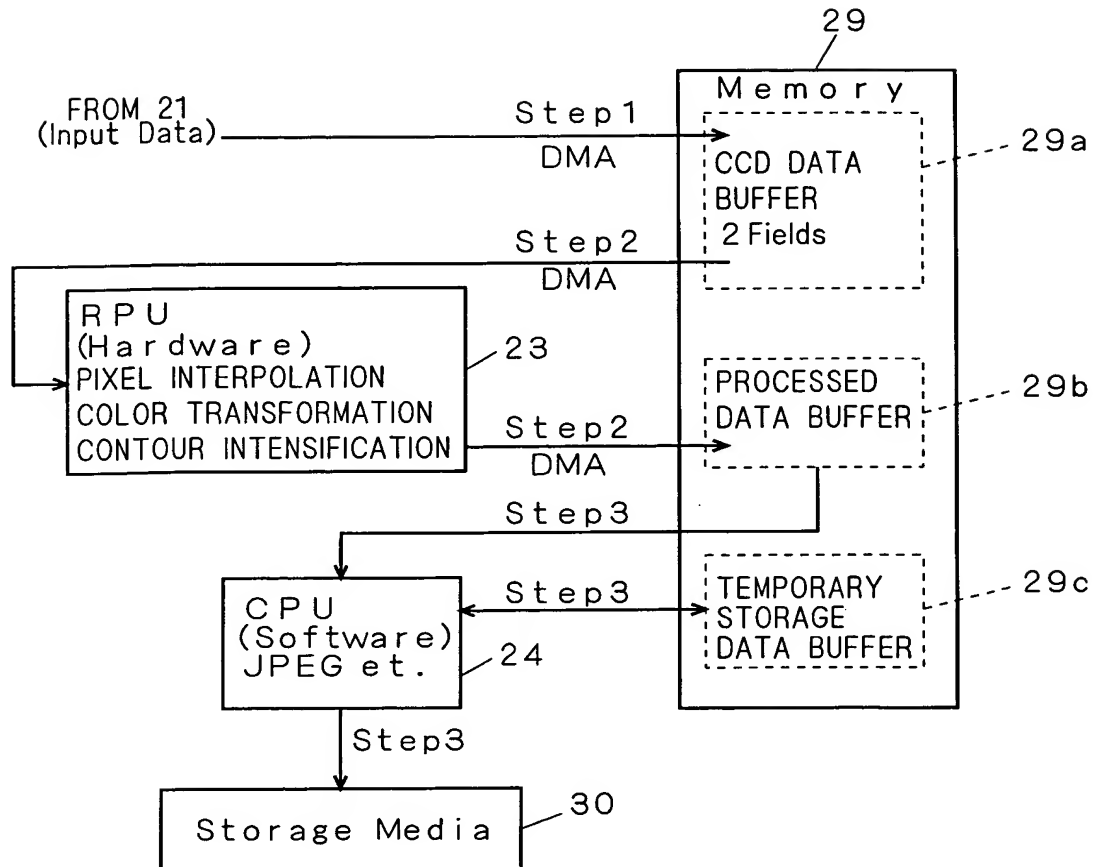 29
Memory
FROM 21
(Input Data)
Step1
DMA
29a
CCD DATA
BUFFER
2 Fields
Step2
DMA
RPU
(Hardware)
PIXEL INTERPOLATION
COLOR TRANSFORMATION
CONTOUR INTENSIFICATION
23
PROCESSED
DATA BUFFER
29b
Step2
DMA
Step3
CPU
(Software)
JPEG et.
24
Step3
TEMPORARY
STORAGE
DATA BUFFER
29c
Step3
Storage Media
30